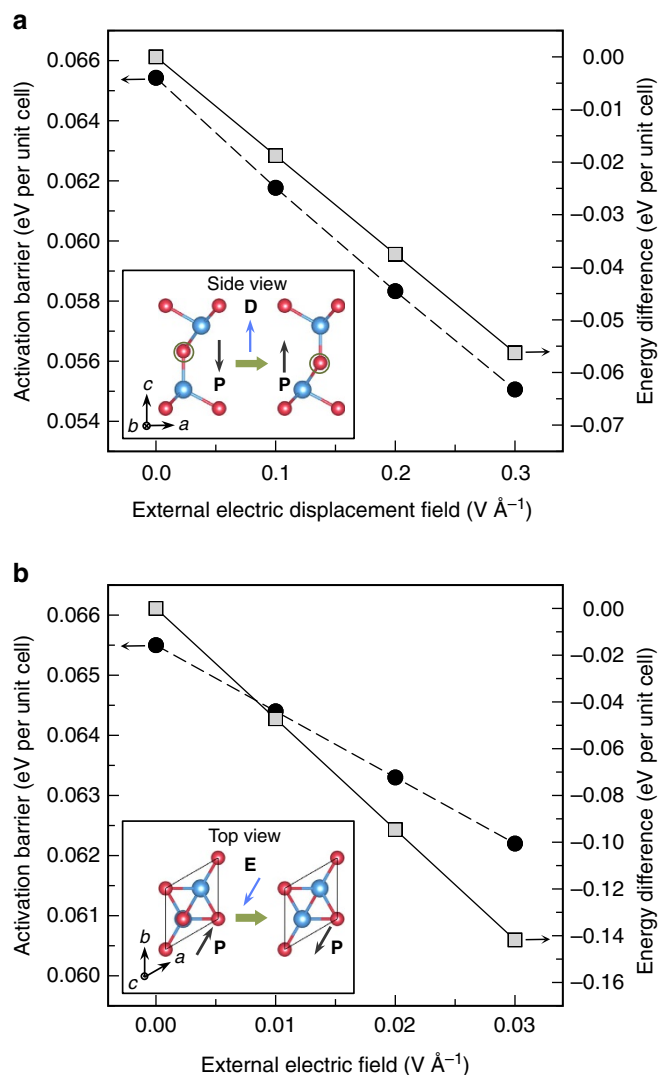 a
Activation barrier (eV per unit cell)
0.066
0.064
0.062
0.060
0.058
0.056
0.054
0.00
−0.01
−0.02
−0.03
−0.04
−0.05
−0.06
−0.07
Energy difference (eV per unit cell)
Side view
D
P
P
c
b
a
0.0 0.1 0.2 0.3
External electric displacement field (V Å⁻¹)
b
Activation barrier (eV per unit cell)
0.066
0.065
0.064
0.063
0.062
0.061
0.060
0.00
−0.02
−0.04
−0.06
−0.08
−0.10
−0.12
−0.14
−0.16
Energy difference (eV per unit cell)
Top view
E
P
P
b
a
c
0.00 0.01 0.02 0.03
External electric field (V Å⁻¹)